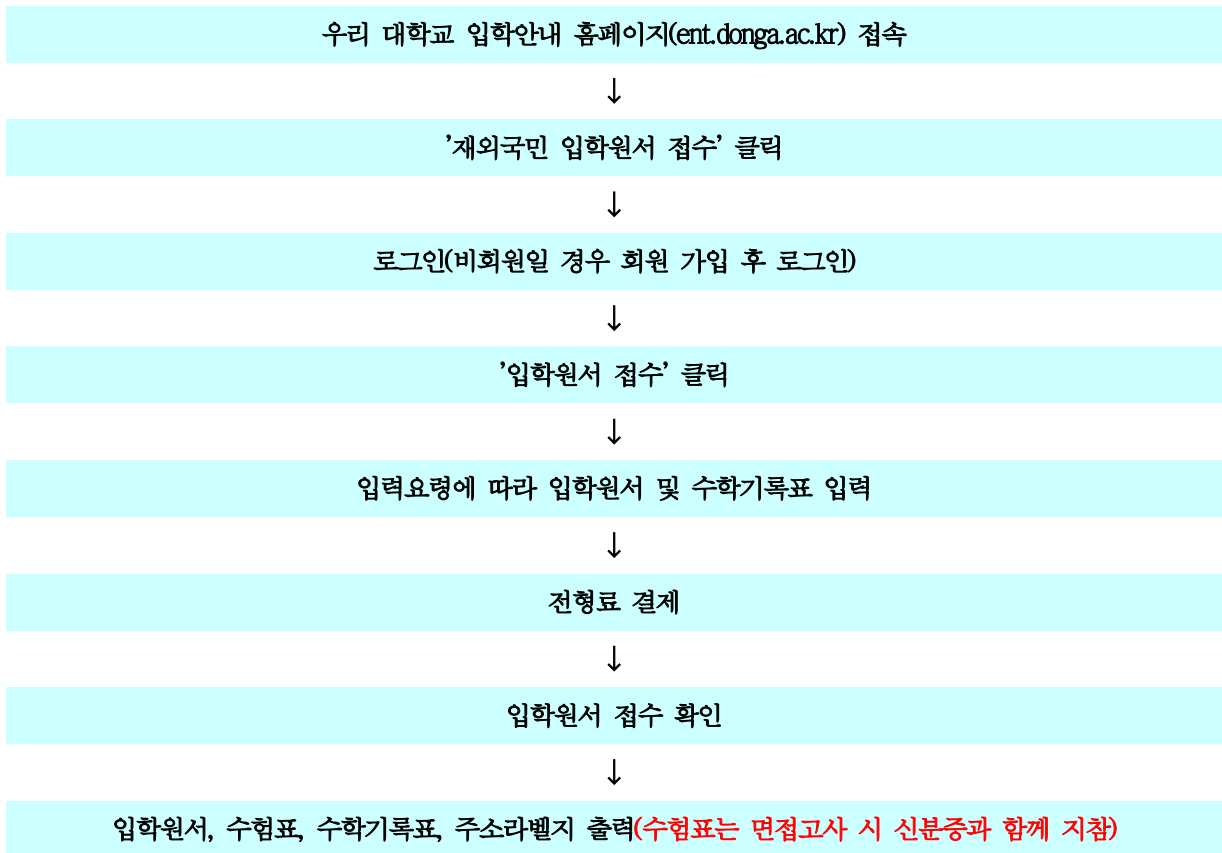 우리 대학교 입학안내 홈페이지(ent.donga.ac.kr) 접속
↓
'재외국민 입학원서 접수' 클릭
↓
로그인(비회원일 경우 회원 가입 후 로그인)
↓
'입학원서 접수' 클릭
↓
입력요령에 따라 입학원서 및 수학기록표 입력
↓
전형료 결제
↓
입학원서 접수 확인
↓
입학원서, 수험표, 수학기록표, 주소라벨지 출력(수험표는 면접고사 시 신분증과 함께 지참)